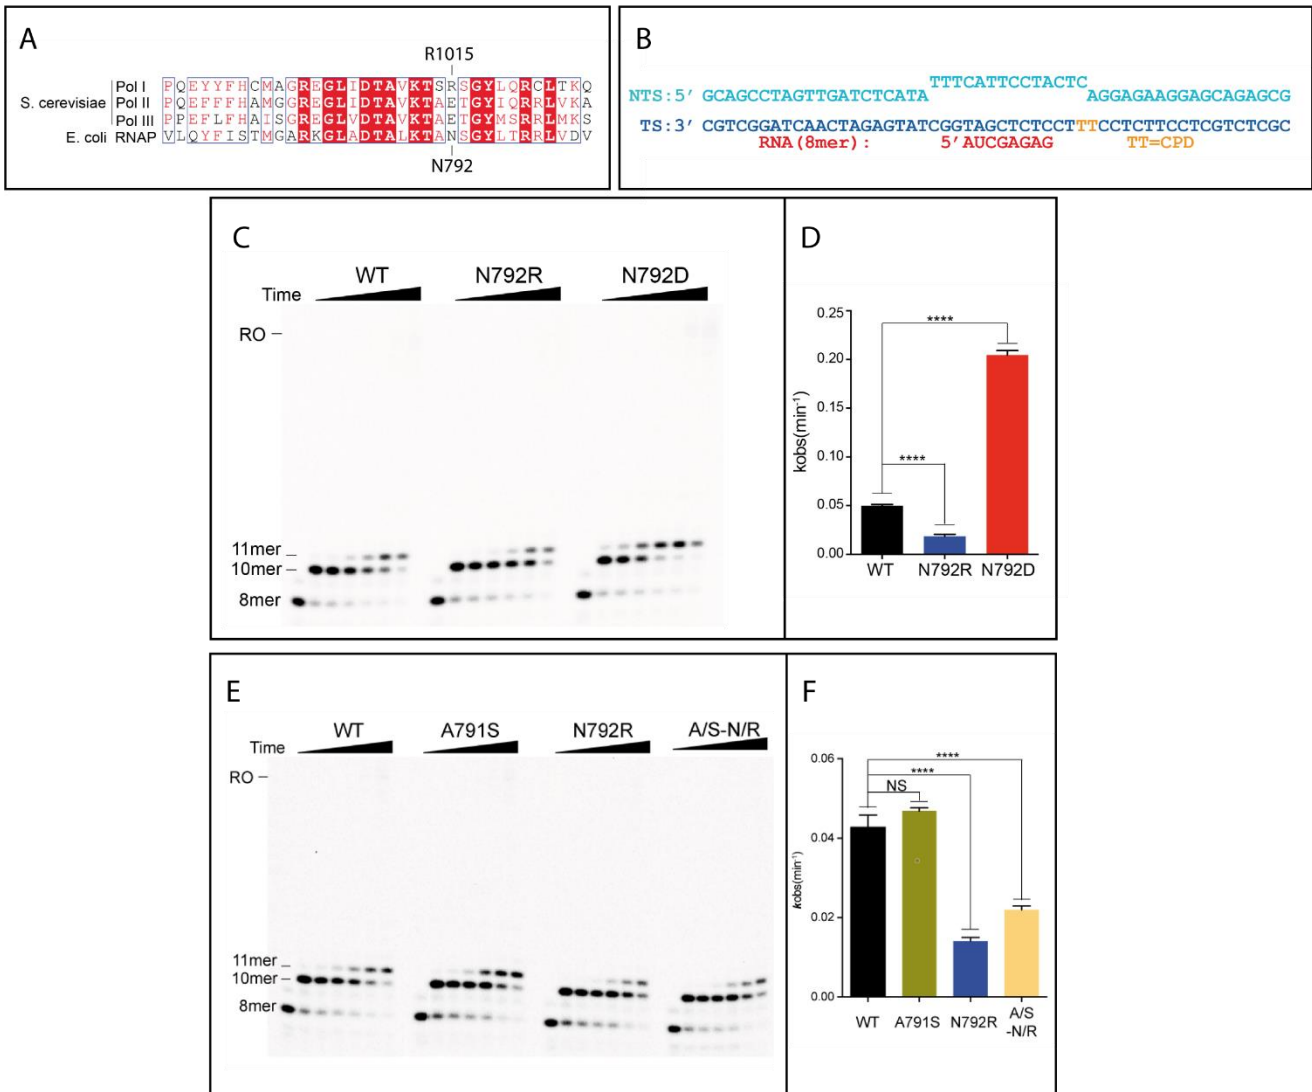 A
R1015
S. cerevisiae
Pol I PQEYYFHCMAGREGLIDTAVKTSRSGYLQRCLTKQ
Pol II PQEFFFHAMGGREGLIDTAVKTAETGYIQRRLVKA
Pol III PPEFLFHAISGREGLVDTAVKTAETGYMSRRLMKS
E. coli RNAP VLQYFISTMGARKGLADTALKTANSGYLTRRLVDV
N792
B
TTTCATTCCTACTC
NTS:5’ GCAGCCTAGTTGATCTCATA AGGAGAAGGAGCAGAGCG
TS:3’ CGTCGGATCAACTAGAGTATCGGTAGCTCTCCTTTCCTCTTCCTCGTCTCGC
RNA(8mer): 5’AUCGAGAG TT=CPD
C
WT N792R N792D
Time
RO
11mer
10mer
8mer
D
kobs(min-1)
0.25
0.20
0.15
0.10
0.05
0.00
****
****
WT N792R N792D
E
WT A791S N792R A/S-N/R
Time
RO
11mer
10mer
8mer
F
kobs(min-1)
0.06
0.04
0.02
0.00
****
****
NS
WT A791S N792R A/S
-N/R